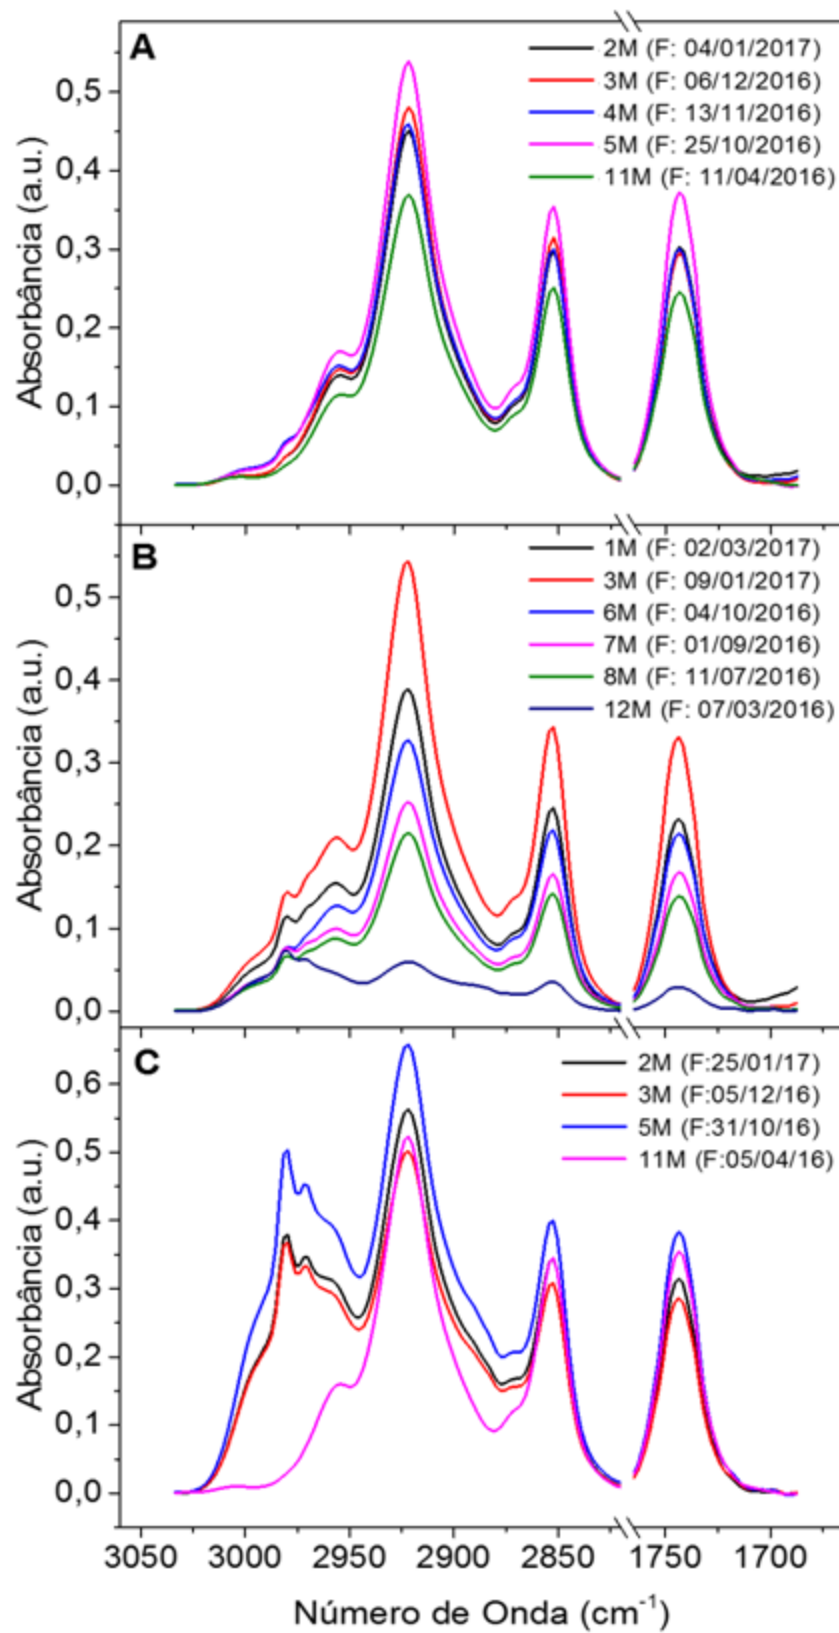 A
2M (F: 04/01/2017)
3M (F: 06/12/2016)
4M (F: 13/11/2016)
5M (F: 25/10/2016)
11M (F: 11/04/2016)
0,5
0,4
0,3
0,2
0,1
0,0
Absorbância (a.u.)
B
1M (F: 02/03/2017)
3M (F: 09/01/2017)
6M (F: 04/10/2016)
7M (F: 01/09/2016)
8M (F: 11/07/2016)
12M (F: 07/03/2016)
0,5
0,4
0,3
0,2
0,1
0,0
Absorbância (a.u.)
C
2M (F:25/01/17)
3M (F:05/12/16)
5M (F:31/10/16)
11M (F:05/04/16)
0,6
0,5
0,4
0,3
0,2
0,1
0,0
Absorbância (a.u.)
3050 3000 2950 2900 2850 1750 1700
Número de Onda (cm⁻¹)